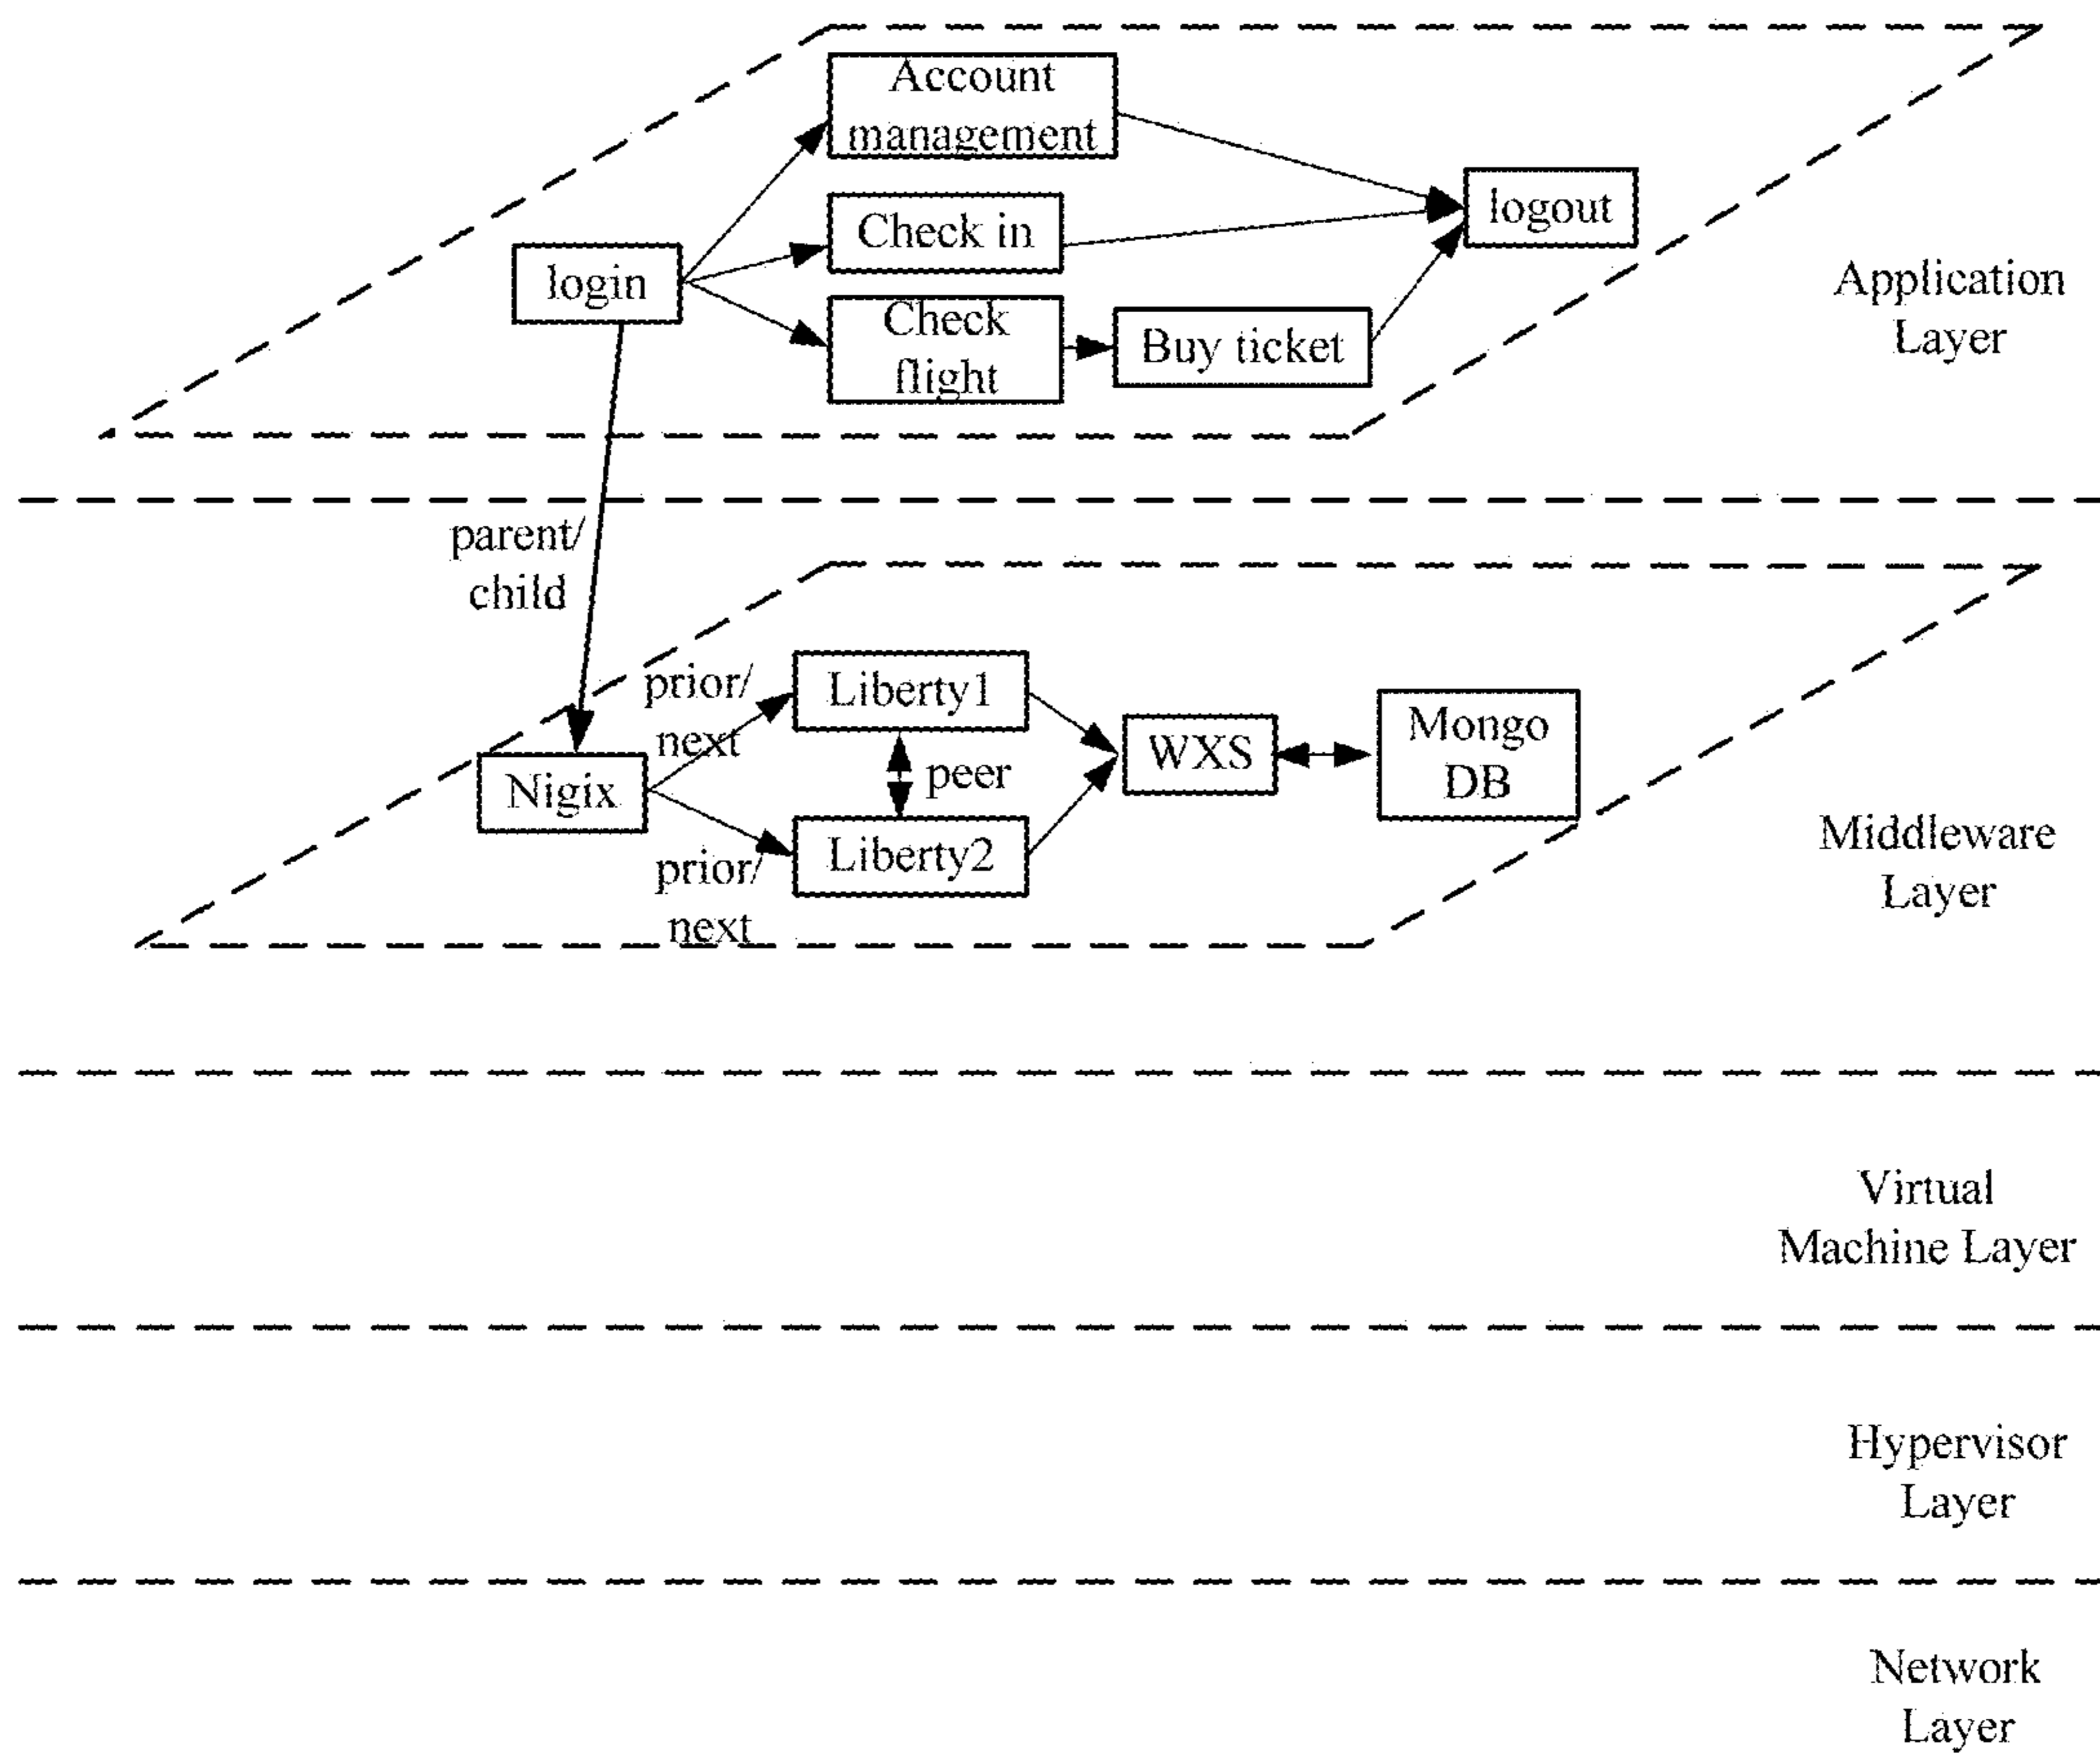 Account
management
logout
Check in
login
Check
flight
Buy ticket
Application
Layer
parent/
child
prior/
next
Liberty1
peer
WXS
Mongo
DB
Nigix
Liberty2
prior/
next
Middleware
Layer
Virtual
Machine Layer
Hypervisor
Layer
Network
Layer